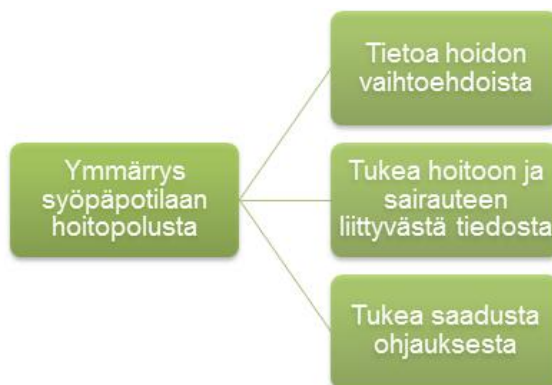 Tietoa hoidon
vaihtoehdoista
Ymmärrys
syöpäpotilaan
hoitopolusta
Tukea hoitoon ja
sairauteen
liittyvästä tiedosta
Tukea saadusta
ohjauksesta